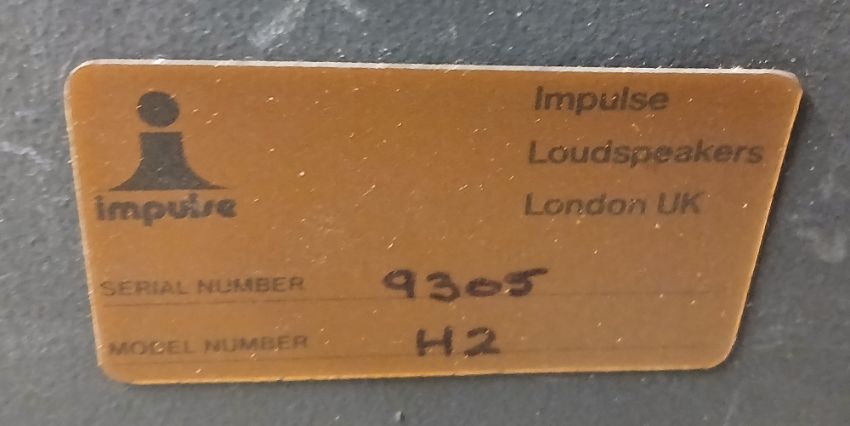 impulse
Impulse
Loudspeakers
London UK
SERIAL NUMBER 9305
MODEL NUMBER H2